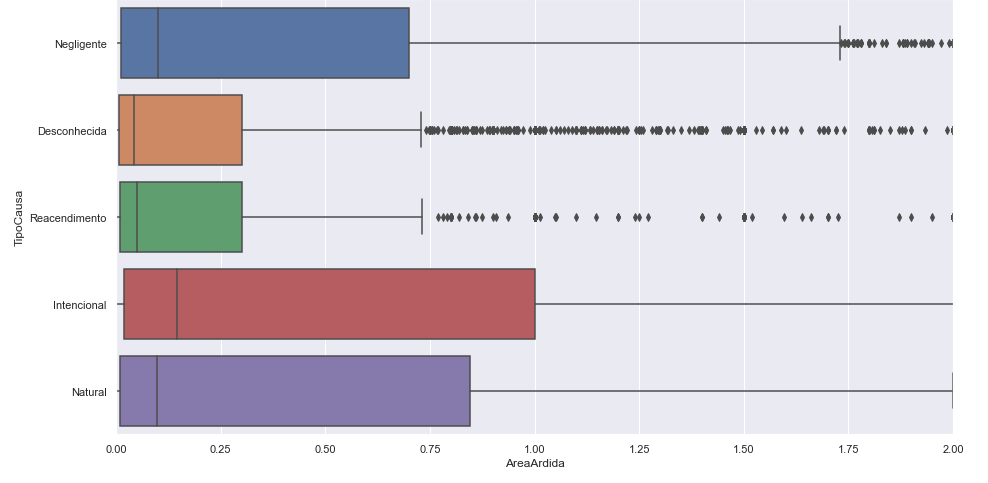 Negligente
Desconhecida
Reacendimento
Intencional
Natural
TipoCausa
0.00 0.25 0.50 0.75 1.00 1.25 1.50 1.75 2.00
AreaArdida